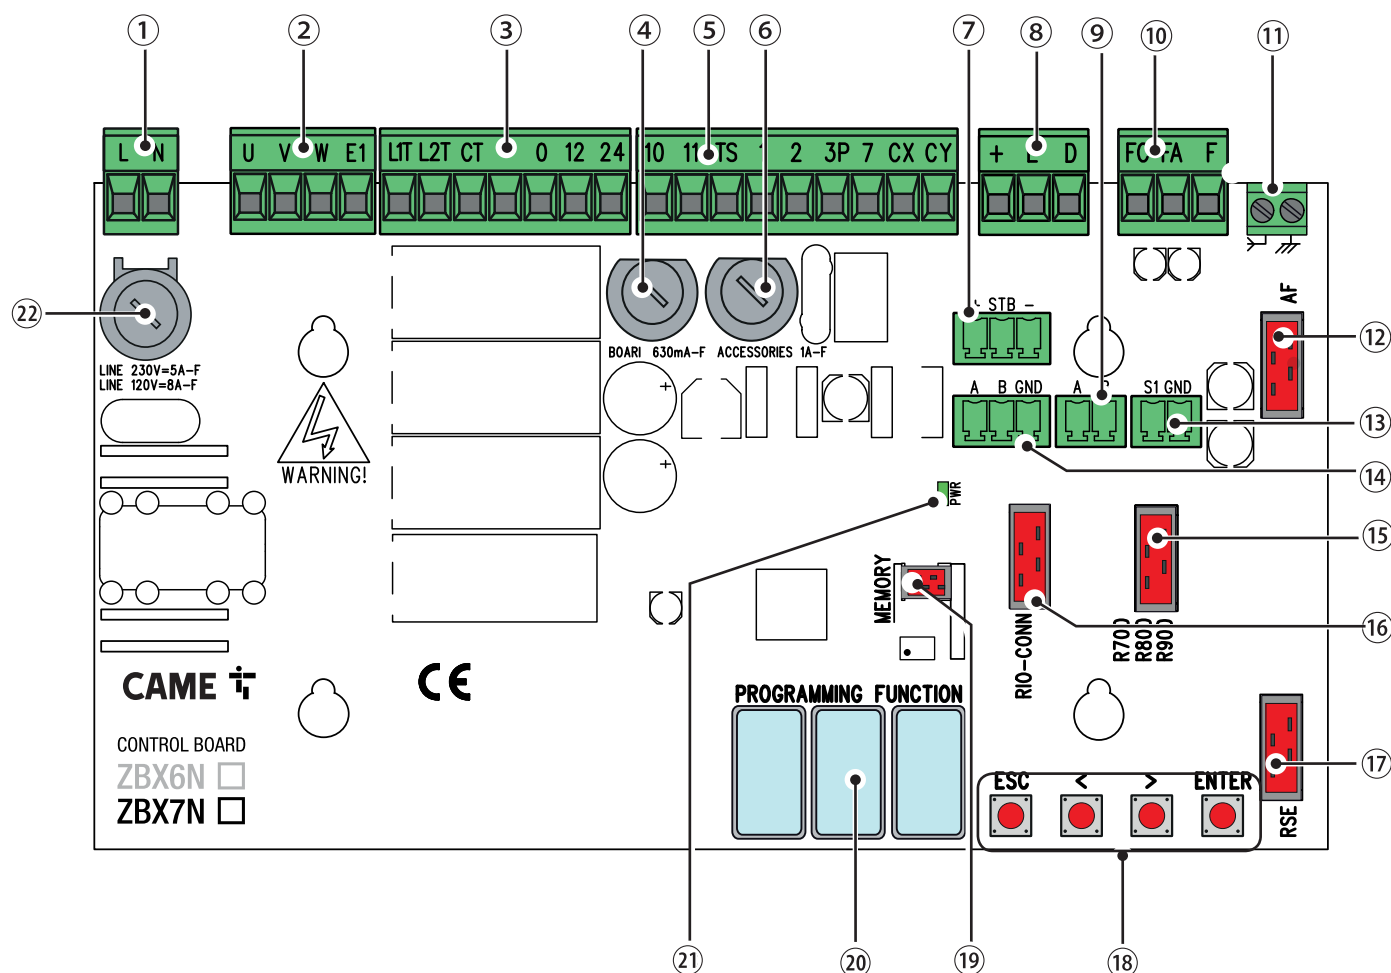 1 2 3 4 5 6 7 8 9 10 11
L N U V W E1 L1T L2T CT 0 12 24 10 11 TS 1 2 3P 7 CX CY + E D FC FA F
22
LINE 230V=5A-F
LINE 120V=8A-F
BOARI 630mA-F ACCESSORIES 1A-F
+ STB -
AF
12
A B GND A B S1 GND
13
14
WARNING!
PWR
15
MEMORY
RIO-CONN
R700
R800
R900
16
CAME
CE
PROGRAMMING FUNCTION
CONTROL BOARD
ZBX6N
ZBX7N
ESC < > ENTER
RSE
17
21 20 19 18